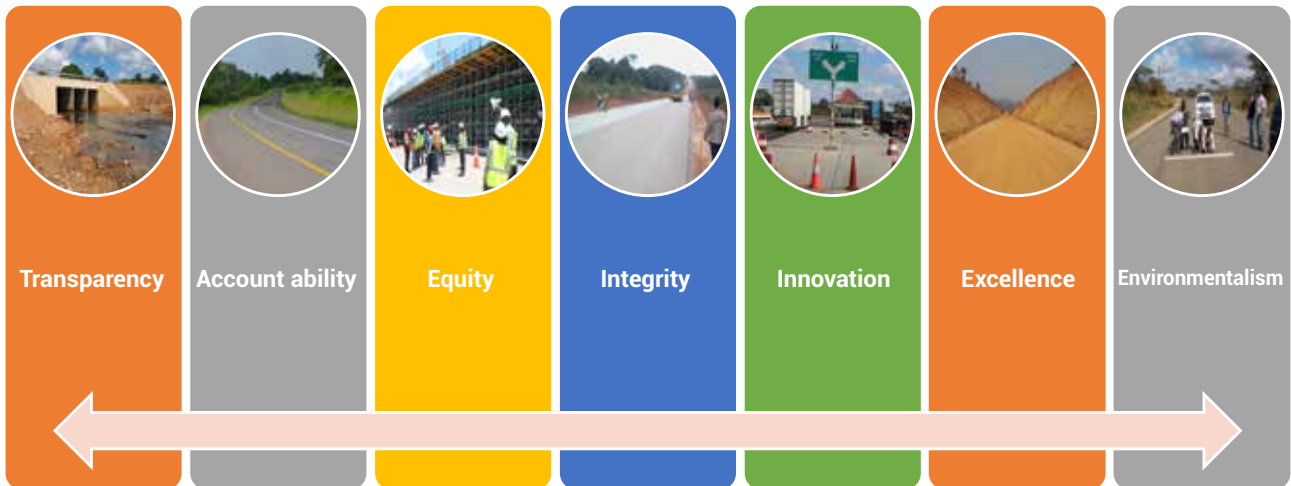 Transparency
Account ability
Equity
Integrity
Innovation
Excellence
Environmentalism